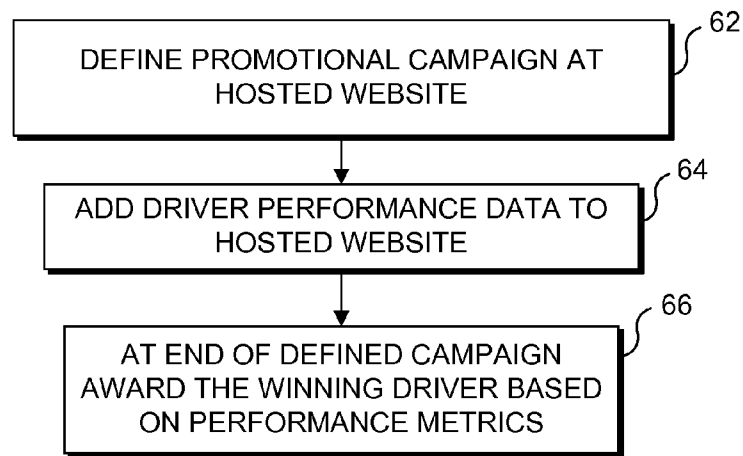 62
DEFINE PROMOTIONAL CAMPAIGN AT
HOSTED WEBSITE
64
ADD DRIVER PERFORMANCE DATA TO
HOSTED WEBSITE
66
AT END OF DEFINED CAMPAIGN
AWARD THE WINNING DRIVER BASED
ON PERFORMANCE METRICS